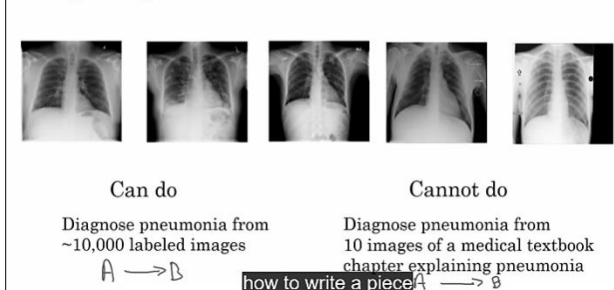 Can do
Cannot do
Diagnose pneumonia from
~10,000 labeled images
A → B
Diagnose pneumonia from
10 images of a medical textbook
chapter explaining pneumonia
A → B
how to write a piece